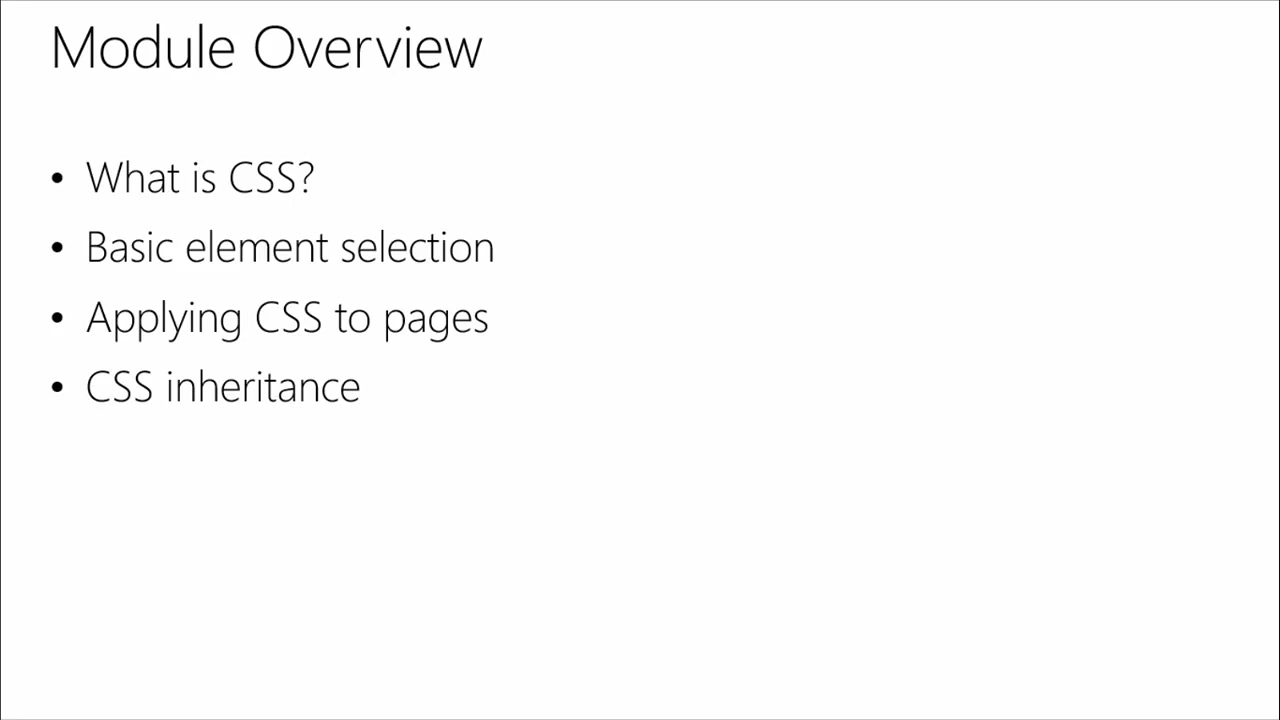 Module Overview
• What is CSS?
• Basic element selection
• Applying CSS to pages
• CSS inheritance